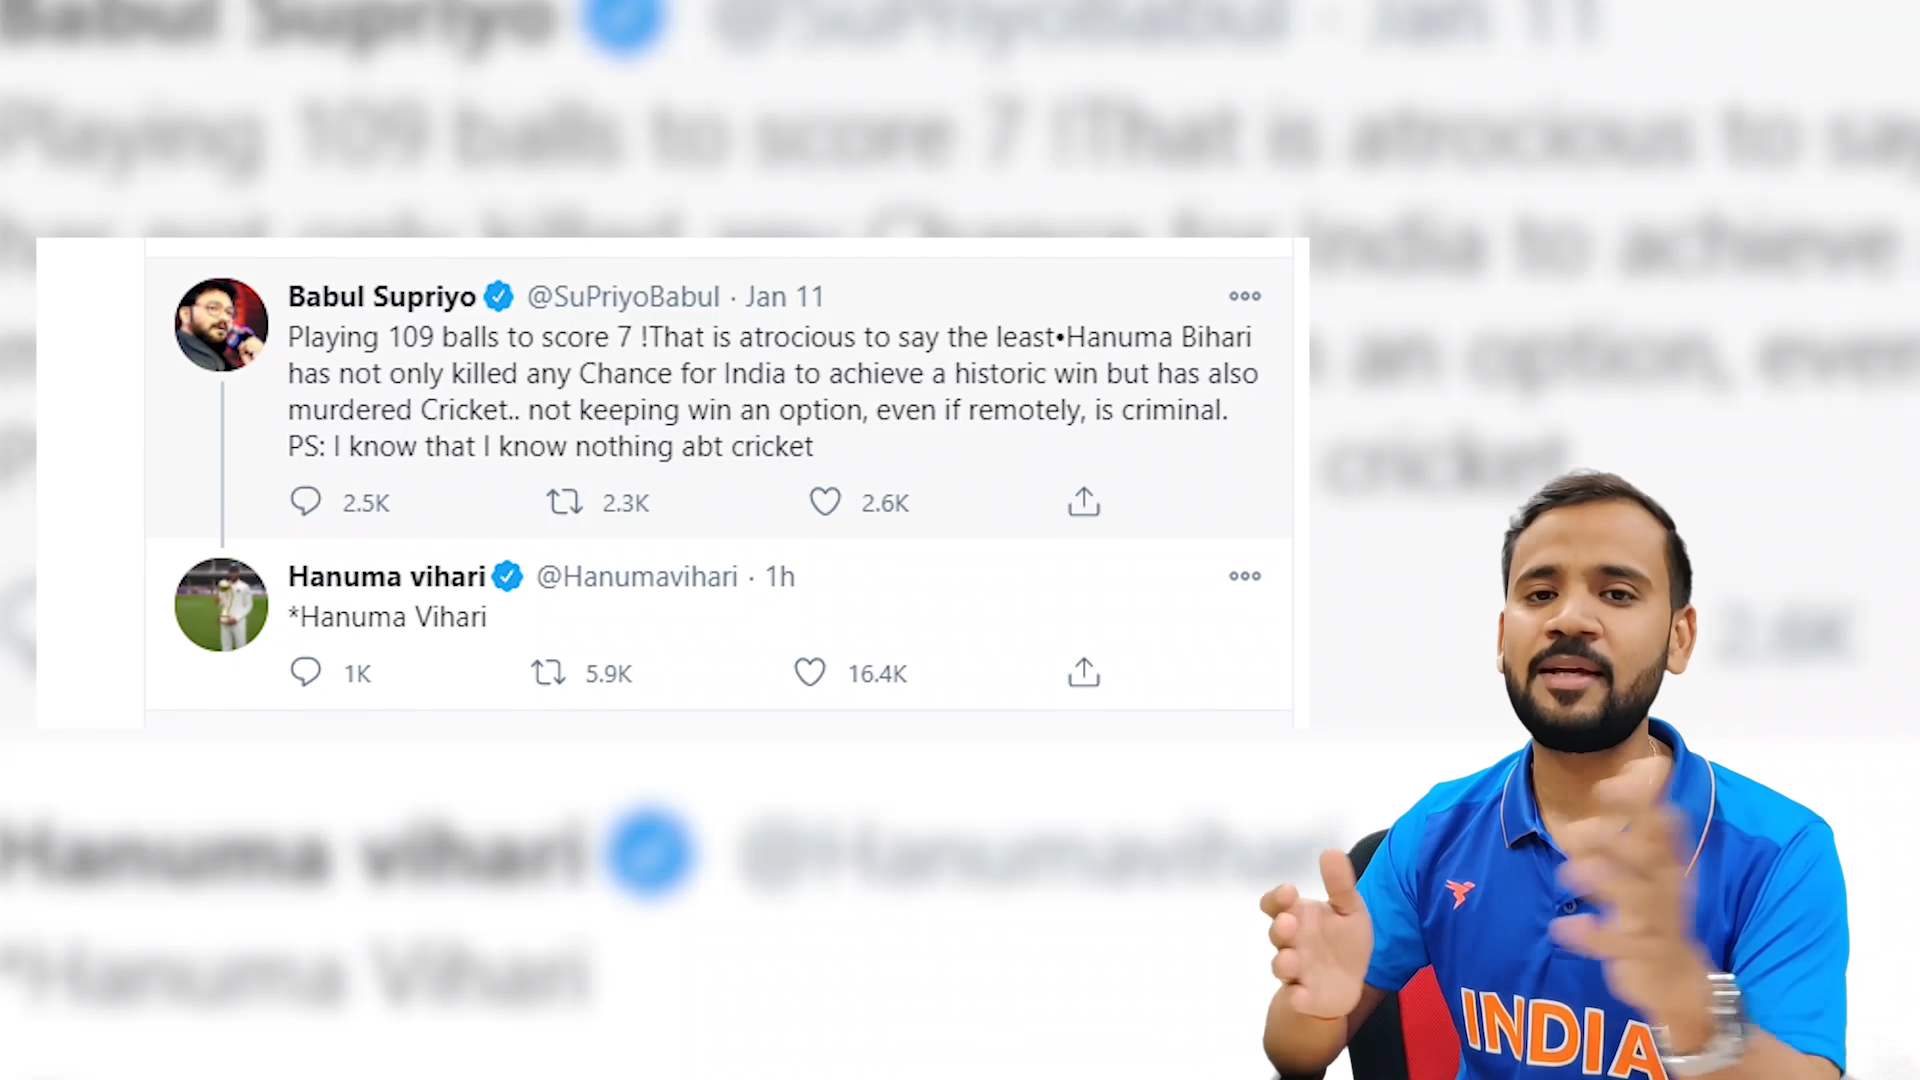 Babul Supriyo @SuPriyoBabul · Jan 11
Playing 109 balls to score 7 !That is atrocious to say the least•Hanuma Bihari
has not only killed any Chance for India to achieve a historic win but has also
murdered Cricket.. not keeping win an option, even if remotely, is criminal.
PS: I know that I know nothing abt cricket
2.5K 2.3K 2.6K
Hanuma vihari @Hanumavihari · 1h
*Hanuma Vihari
1K 5.9K 16.4K
INDIA